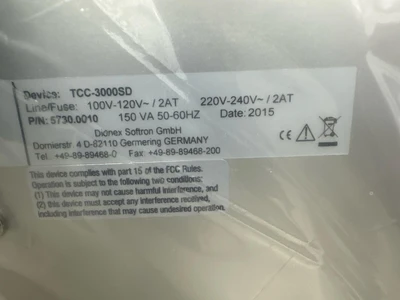 Device: TCC-3000SD
Line/Fuse: 100V-120V~ / 2AT 220V-240V~ / 2AT
P/N: 5730.0010 150 VA 50-60HZ Date: 2015
Dionex Softron GmbH
Dornierstr. 4 D-82110 Germering GERMANY
Tel. +49-89-89468-0 Fax: +49-89-89468-200
CE
This device complies with part 15 of the FCC Rules.
Operation is subject to the following two conditions:
(1) This device may not cause harmful interference, and
(2) this device must accept any interference received,
including interference that may cause undesired operation.